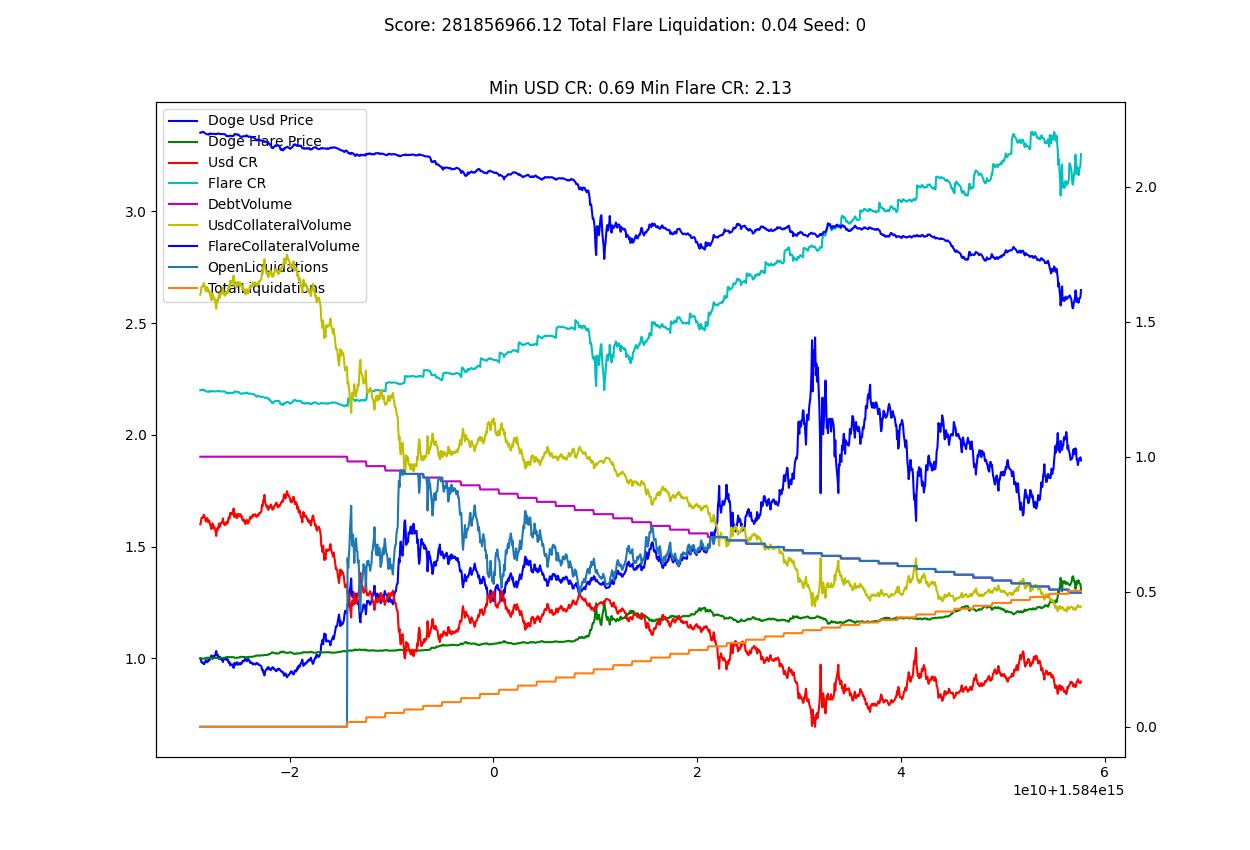 Score: 281856966.12 Total Flare Liquidation: 0.04 Seed: 0
Min USD CR: 0.69 Min Flare CR: 2.13
Doge Usd Price
Doge Flare Price
Usd CR
Flare CR
DebtVolume
UsdCollateralVolume
FlareCollateralVolume
OpenLiquidations
TotalLiquidations
3.0
2.5
2.0
1.5
1.0
2.0
1.5
1.0
0.5
0.0
−2
0
2
4
6
1e10+1.584e15